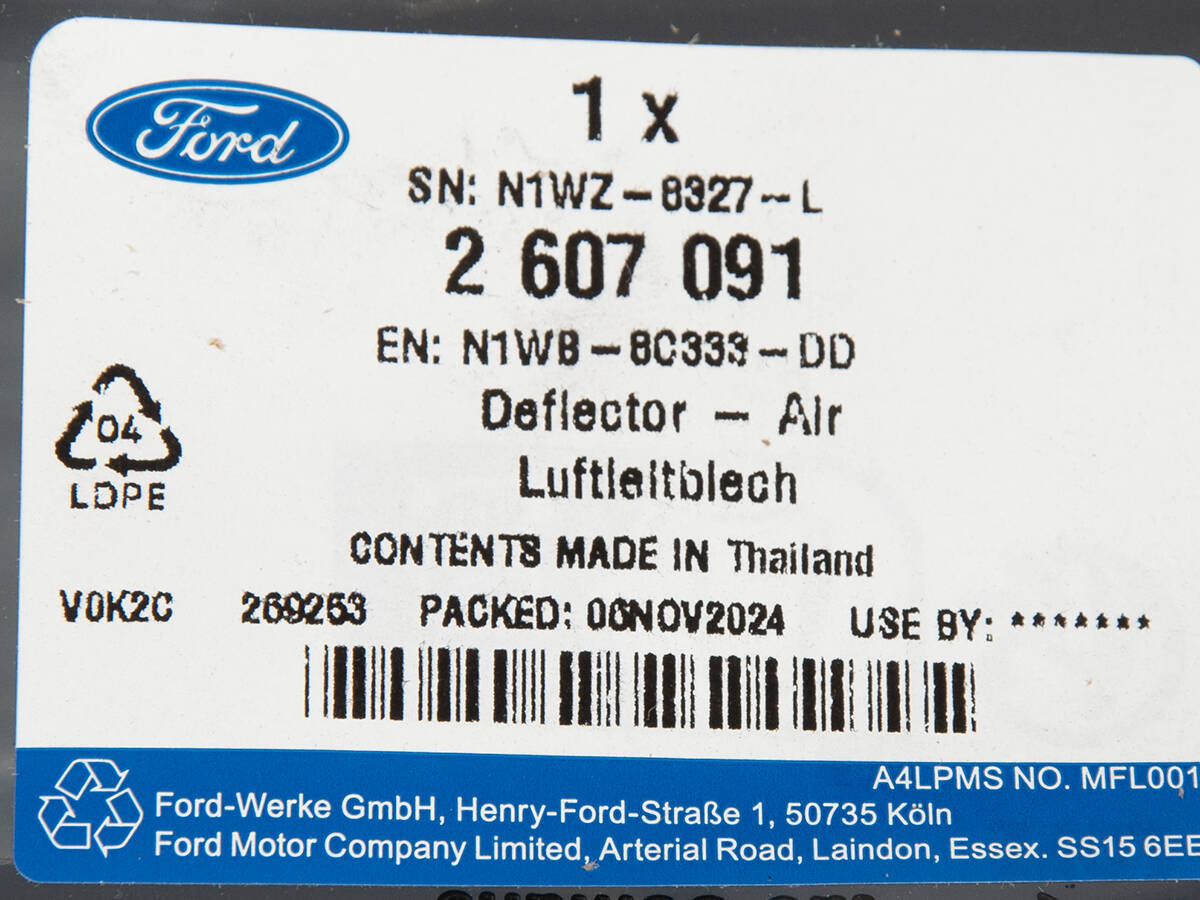 Ford
1 x
SN: N1WZ-8327-L
2 607 091
EN: N1WB-8C333-DD
Deflector - Air
04
LDPE
Luftleitblech
CONTENTS MADE IN Thailand
V0K2C 269263 PACKED: 06NOV2024 USE BY: *******
A4LPMS NO. MFL001
Ford-Werke GmbH, Henry-Ford-Straße 1, 50735 Köln
Ford Motor Company Limited, Arterial Road, Laindon, Essex. SS15 6EE